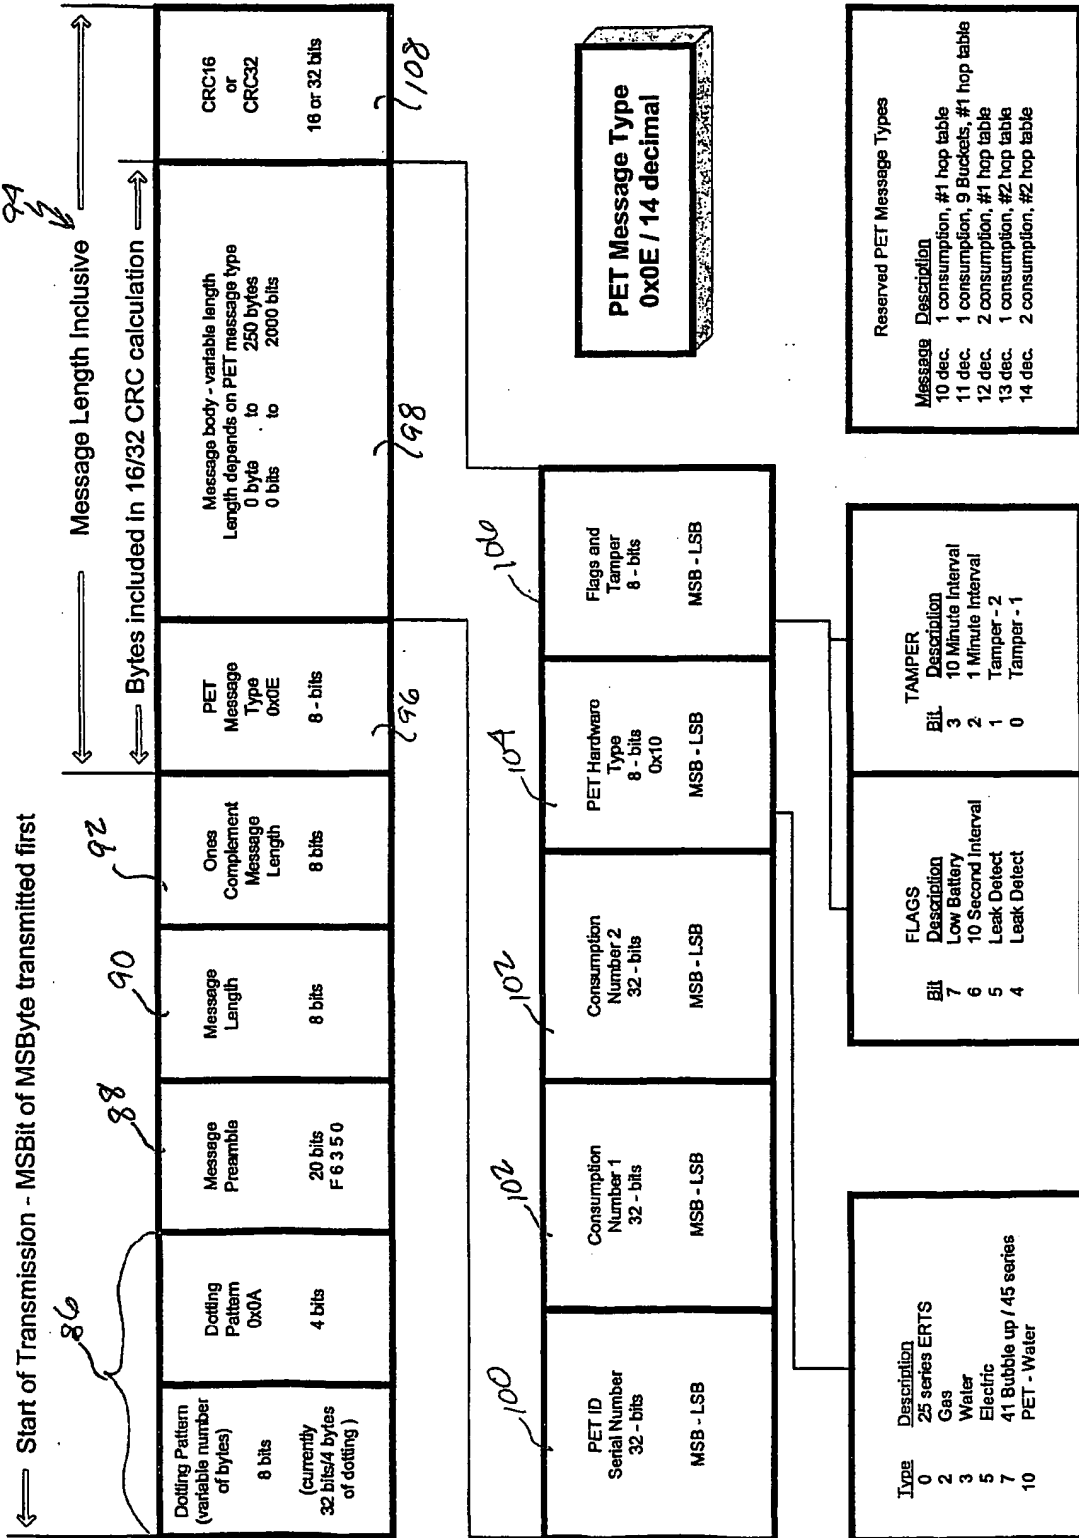 Start of Transmission - MSBit of MSByte transmitted first
94
Message Length Inclusive
Bytes included in 16/32 CRC calculation
86
88
90
92
Dotting Pattern
(variable number
of bytes)
8 bits
(currently
32 bits/4 bytes
of dotting )
Dotting
Pattern
0x0A
4 bits
Message
Preamble
20 bits
F 6 3 5 0
Message
Length
8 bits
Ones
Complement
Message
Length
8 bits
PET
Message
Type
0x0E
8 - bits
96
Message body - variable length
Length depends on PET message type
0 byte to 250 bytes
0 bits to 2000 bits
98
CRC16
or
CRC32
16 or 32 bits
108
100
PET ID
Serial Number
32 - bits
MSB - LSB
102
Consumption
Number 1
32 - bits
MSB - LSB
102
Consumption
Number 2
32 - bits
MSB - LSB
104
PET Hardware
Type
8 - bits
0x10
MSB - LSB
106
Flags and
Tamper
8 - bits
MSB - LSB
PET Message Type
0x0E / 14 decimal
Type Description
0 25 series ERTS
2 Gas
3 Water
5 Electric
7 41 Bubble up / 45 series
10 PET - Water
FLAGS
Bit Description
7 Low Battery
6 10 Second Interval
5 Leak Detect
4 Leak Detect
TAMPER
Bit Description
3 10 Minute Interval
2 1 Minute Interval
1 Tamper - 2
0 Tamper - 1
Reserved PET Message Types
Message Description
10 dec. 1 consumption, #1 hop table
11 dec. 1 consumption, 9 Buckets, #1 hop table
12 dec. 2 consumption, #1 hop table
13 dec. 1 consumption, #2 hop table
14 dec. 2 consumption, #2 hop table